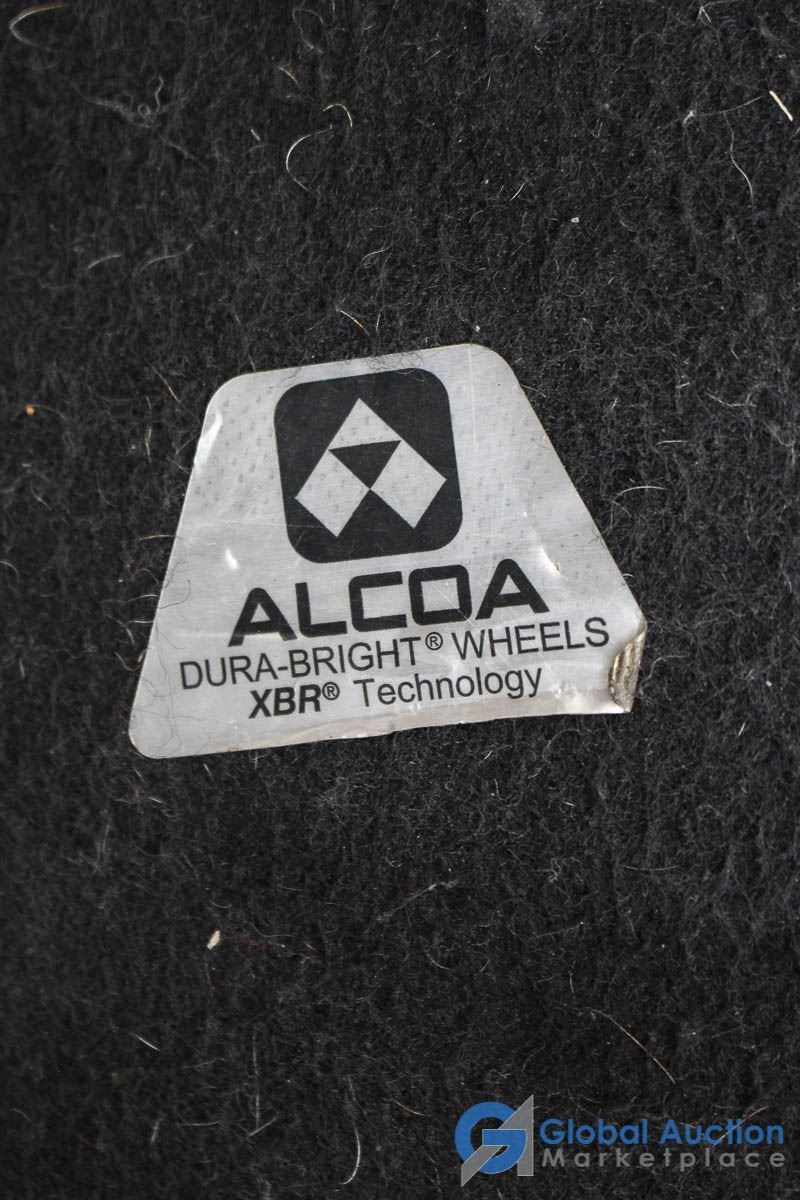 ALCOA
DURA-BRIGHT® WHEELS
XBR® Technology
Global Auction
Marketplace